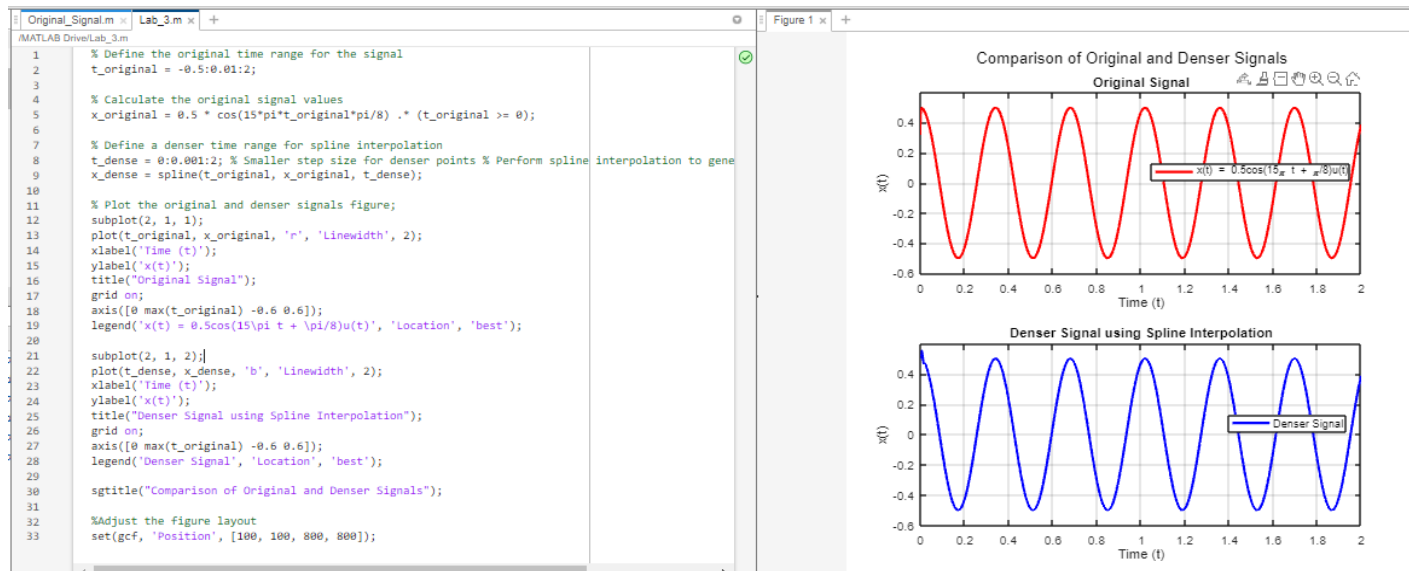 Original_Signal.m × Lab_3.m × +
/MATLAB Drive/Lab_3.m
1 % Define the original time range for the signal
2 t_original = -0.5:0.01:2;
3
4 % Calculate the original signal values
5 x_original = 0.5 * cos(15*pi*t_original*pi/8) .* (t_original >= 0);
6
7 % Define a denser time range for spline interpolation
8 t_dense = 0:0.001:2; % Smaller step size for denser points % Perform spline interpolation to gene
9 x_dense = spline(t_original, x_original, t_dense);
10
11 % Plot the original and denser signals figure;
12 subplot(2, 1, 1);
13 plot(t_original, x_original, 'r', 'Linewidth', 2);
14 xlabel('Time (t)');
15 ylabel('x(t)');
16 title("Original Signal");
17 grid on;
18 axis([0 max(t_original) -0.6 0.6]);
19 legend('x(t) = 0.5cos(15\pi t + \pi/8)u(t)', 'Location', 'best');
20
21 subplot(2, 1, 2);
22 plot(t_dense, x_dense, 'b', 'Linewidth', 2);
23 xlabel('Time (t)');
24 ylabel('x(t)');
25 title("Denser Signal using Spline Interpolation");
26 grid on;
27 axis([0 max(t_original) -0.6 0.6]);
28 legend('Denser Signal', 'Location', 'best');
29
30 sgtitle("Comparison of Original and Denser Signals");
31
32 %Adjust the figure layout
33 set(gcf, 'Position', [100, 100, 800, 800]);
Figure 1 × +
Comparison of Original and Denser Signals
Original Signal
x(t)
0.4
0.2
0
-0.2
-0.4
-0.6
x(t) = 0.5cos(15π t + π/8)u(t)
0 0.2 0.4 0.6 0.8 1 1.2 1.4 1.6 1.8 2
Time (t)
Denser Signal using Spline Interpolation
x(t)
0.4
0.2
0
-0.2
-0.4
-0.6
Denser Signal
0 0.2 0.4 0.6 0.8 1 1.2 1.4 1.6 1.8 2
Time (t)